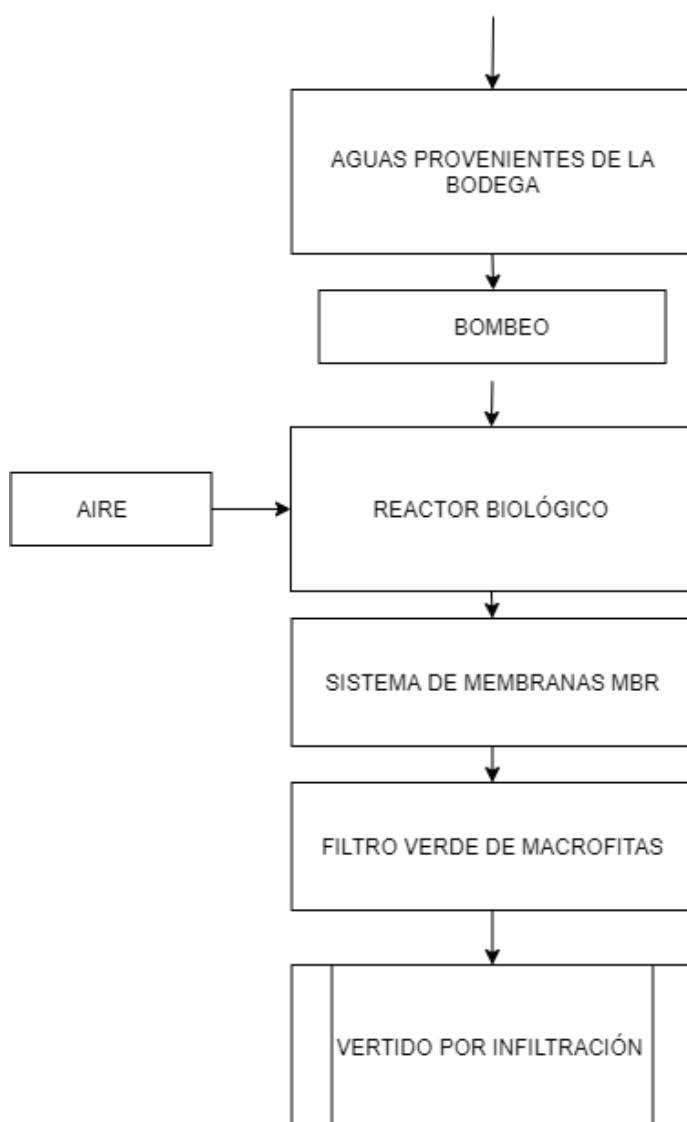 AGUAS PROVENIENTES DE LA
BODEGA
BOMBEO
AIRE
REACTOR BIOLÓGICO
SISTEMA DE MEMBRANAS MBR
FILTRO VERDE DE MACROFITAS
VERTIDO POR INFILTRACIÓN